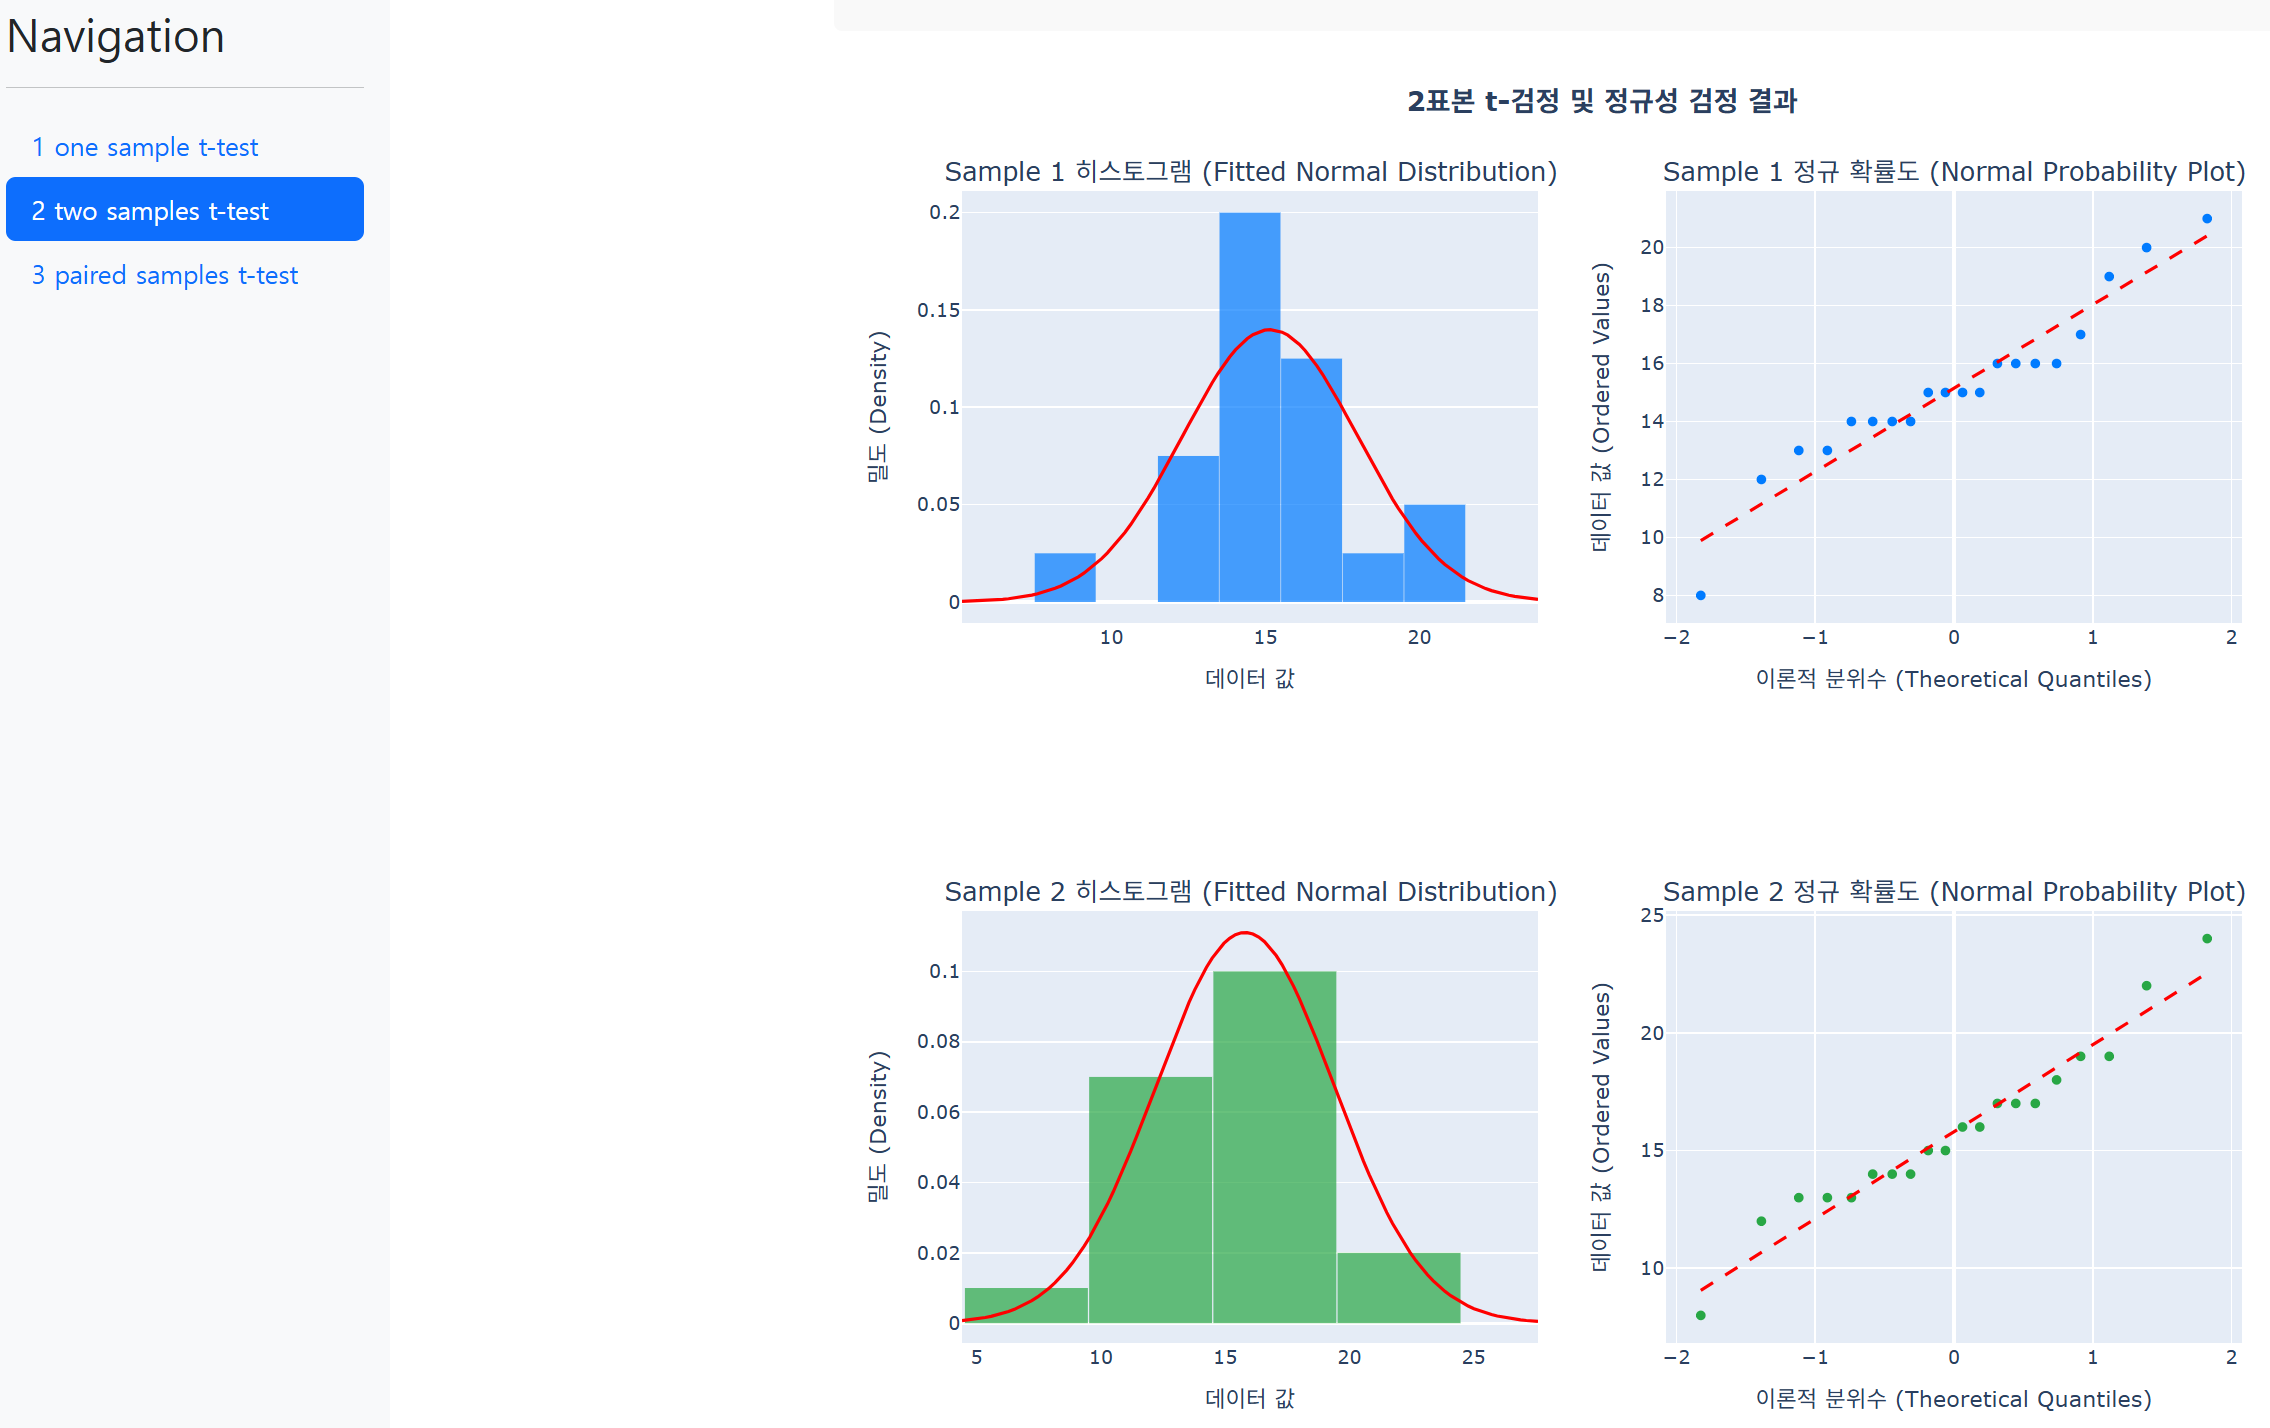 Navigation
1 one sample t-test
2 two samples t-test
3 paired samples t-test
2표본 t-검정 및 정규성 검정 결과
Sample 1 히스토그램 (Fitted Normal Distribution)
밀도 (Density)
0.2
0.15
0.1
0.05
0
10 15 20
데이터 값
Sample 1 정규 확률도 (Normal Probability Plot)
데이터 값 (Ordered Values)
20
18
16
14
12
10
8
−2 −1 0 1 2
이론적 분위수 (Theoretical Quantiles)
Sample 2 히스토그램 (Fitted Normal Distribution)
밀도 (Density)
0.1
0.08
0.06
0.04
0.02
0
5 10 15 20 25
데이터 값
Sample 2 정규 확률도 (Normal Probability Plot)
데이터 값 (Ordered Values)
25
20
15
10
−2 −1 0 1 2
이론적 분위수 (Theoretical Quantiles)